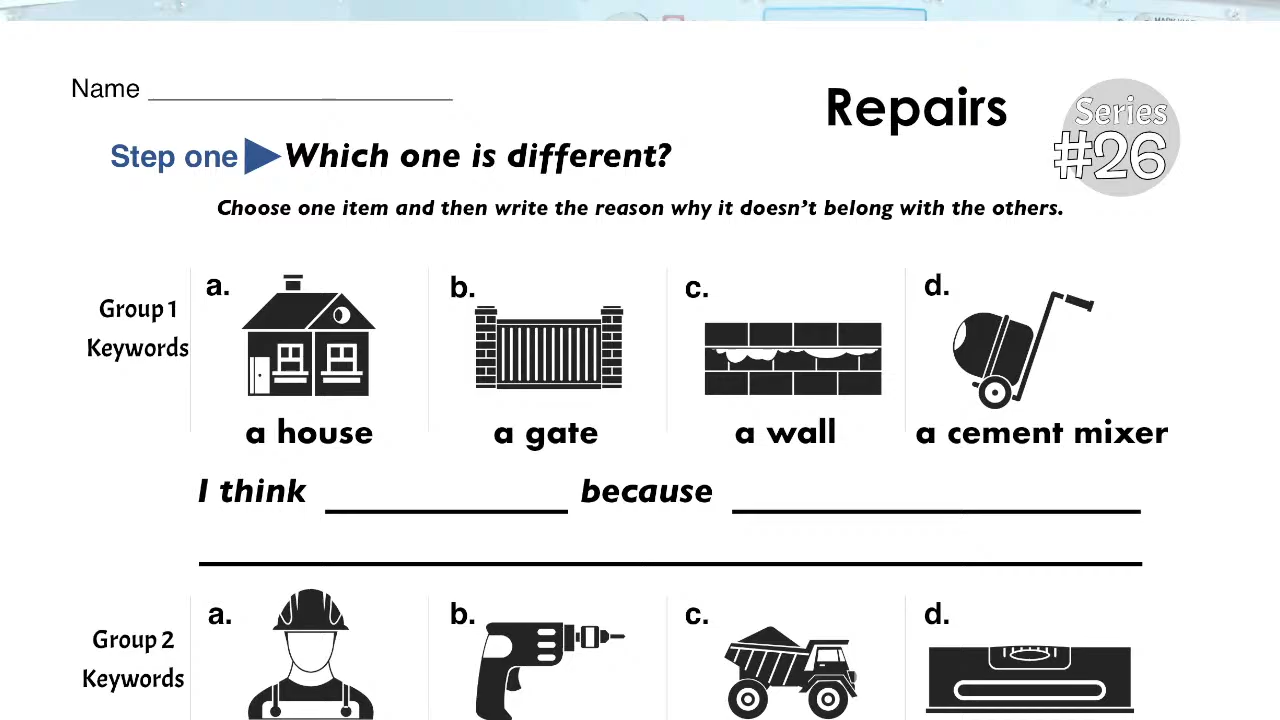 Name
Repairs
Series
#26
Step one Which one is different?
Choose one item and then write the reason why it doesn't belong with the others.
Group 1
Keywords
a.
b.
c.
d.
a house
a gate
a wall
a cement mixer
I think because
Group 2
Keywords
a.
b.
c.
d.